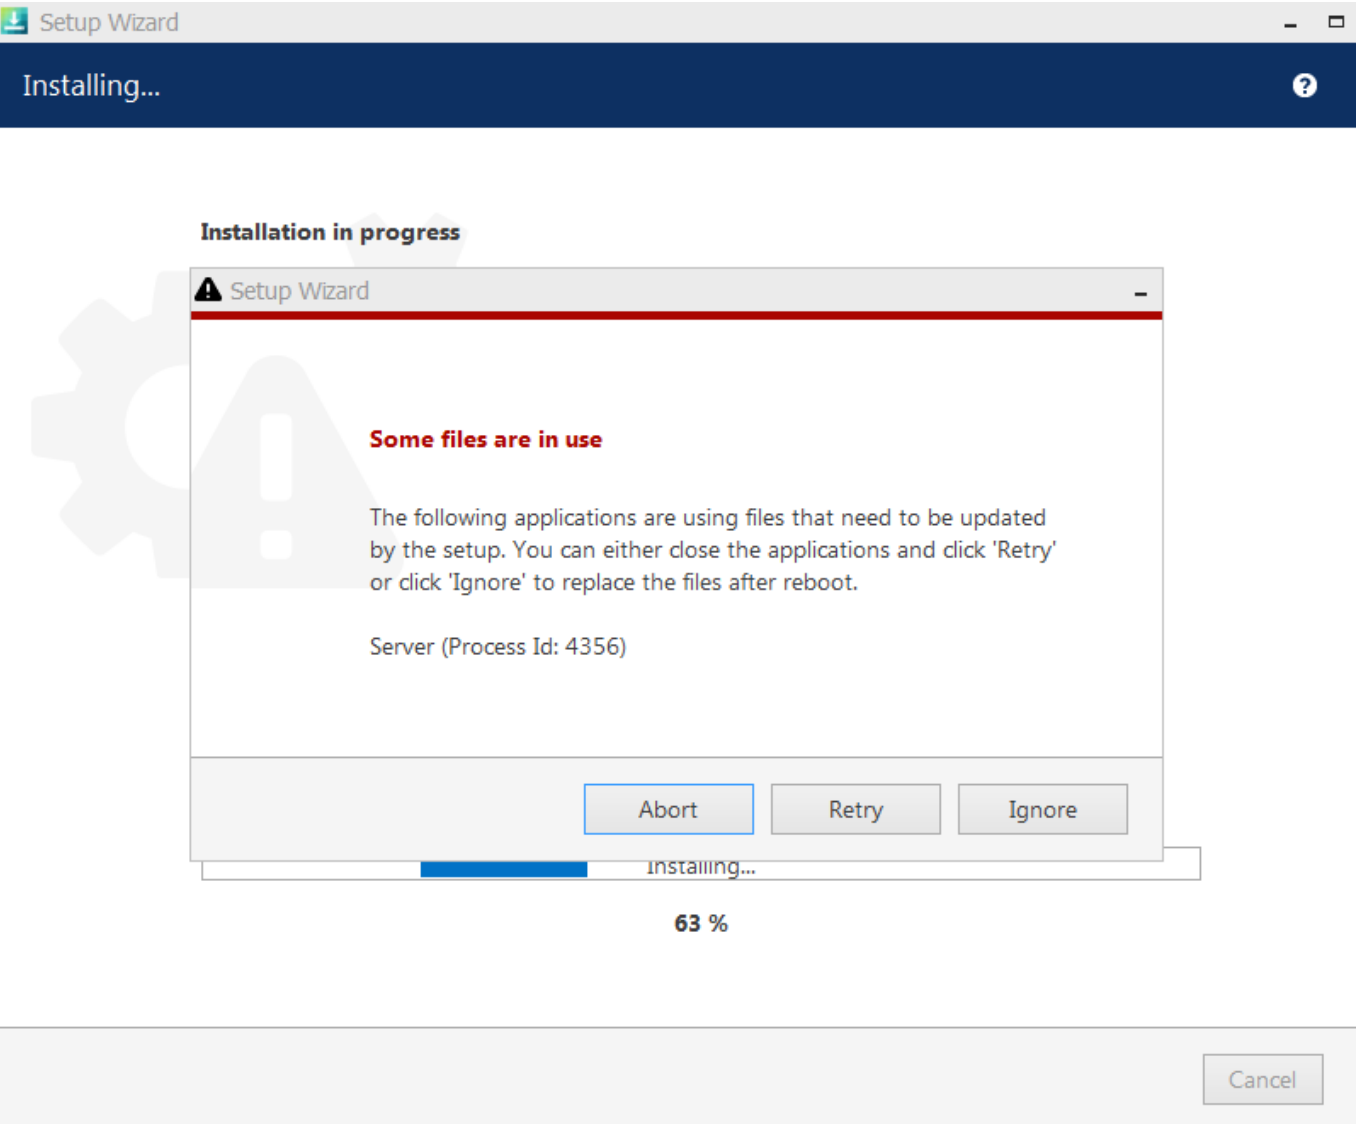 Setup Wizard
Installing...
Installation in progress
Setup Wizard
Some files are in use
The following applications are using files that need to be updated
by the setup. You can either close the applications and click 'Retry'
or click 'Ignore' to replace the files after reboot.
Server (Process Id: 4356)
Abort
Retry
Ignore
Installing...
63 %
Cancel